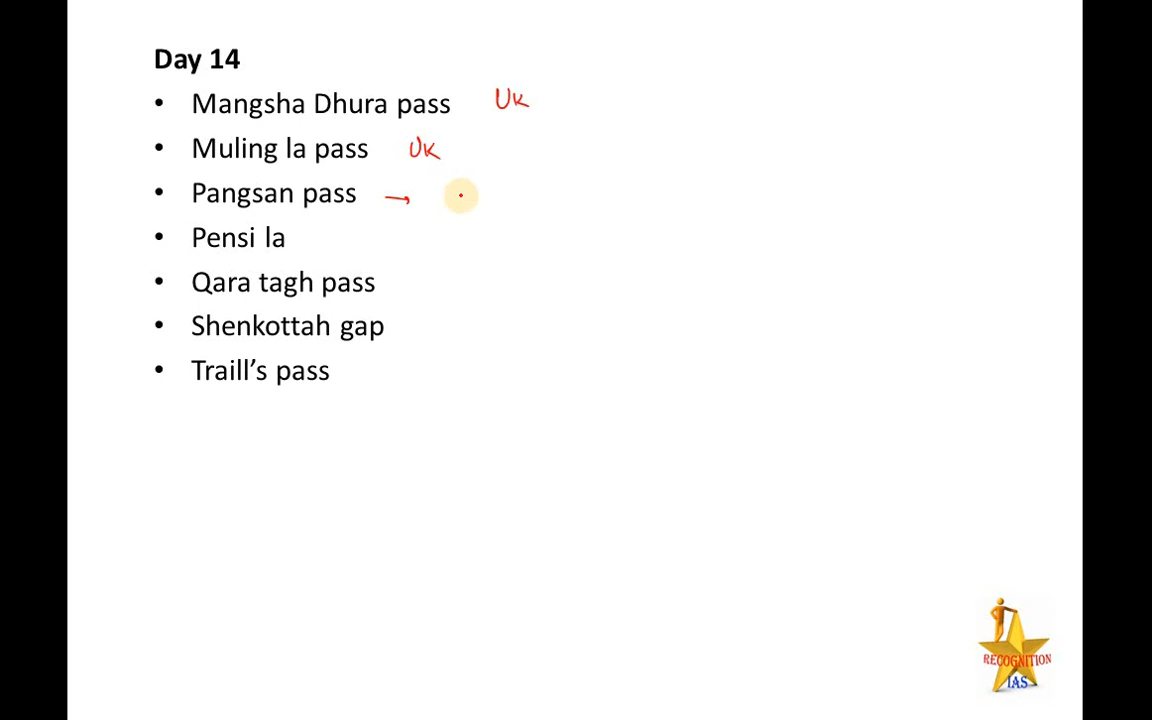 Day 14
• Mangsha Dhura pass UK
• Muling la pass UK
• Pangsan pass →
• Pensi la
• Qara tagh pass
• Shenkottah gap
• Traill’s pass
RECOGNITION
IAS